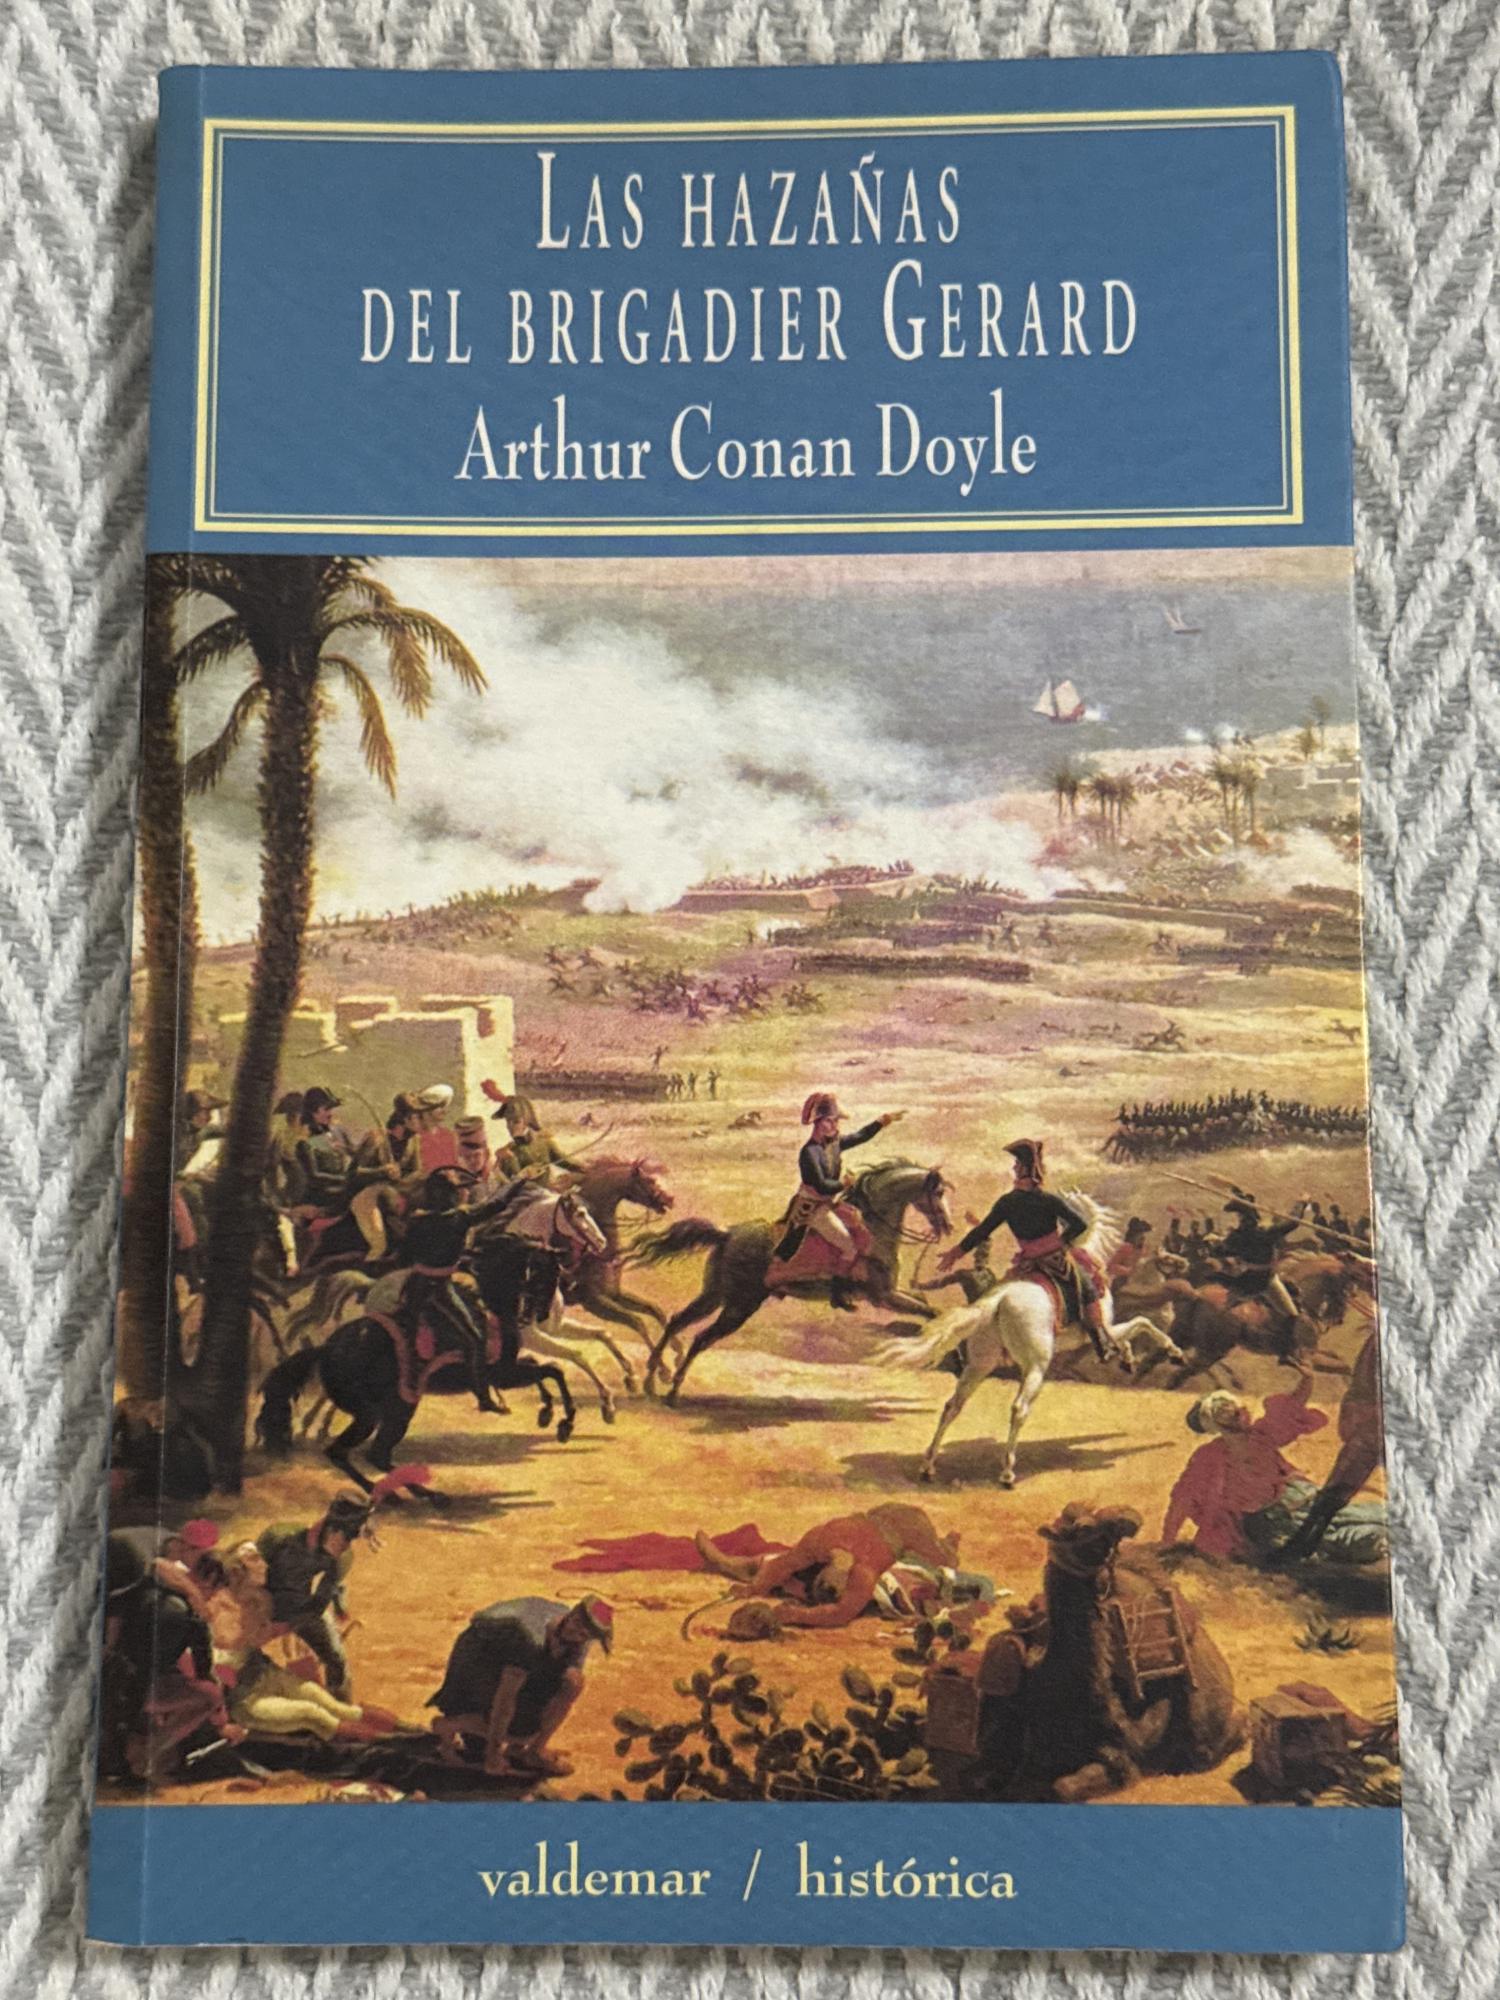 LAS HAZAÑAS
DEL BRIGADIER GERARD
Arthur Conan Doyle
valdemar / histórica